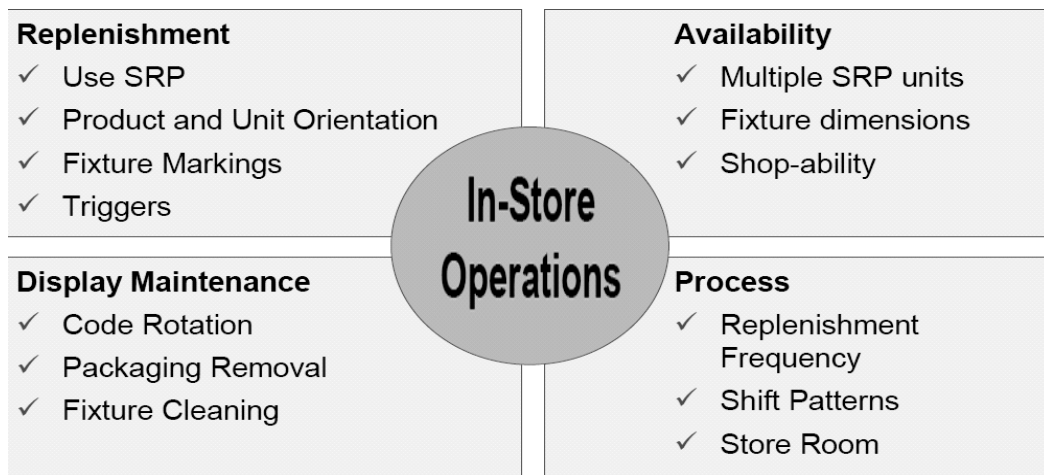 Replenishment
✓ Use SRP
✓ Product and Unit Orientation
✓ Fixture Markings
✓ Triggers
Availability
✓ Multiple SRP units
✓ Fixture dimensions
✓ Shop-ability
In-Store
Operations
Display Maintenance
✓ Code Rotation
✓ Packaging Removal
✓ Fixture Cleaning
Process
✓ Replenishment
Frequency
✓ Shift Patterns
✓ Store Room